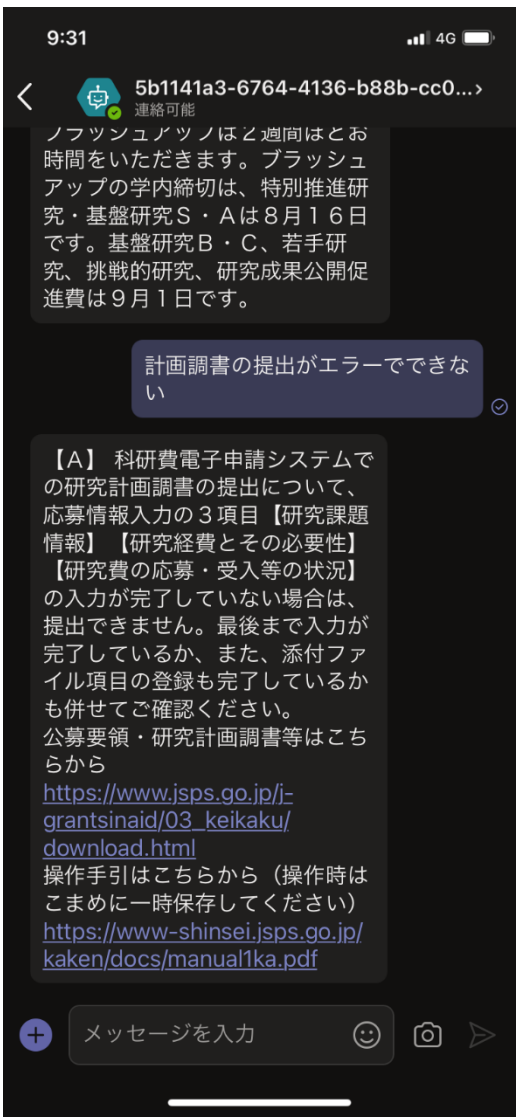 9:31
4G
5b1141a3-6764-4136-b88b-cc0...›
連絡可能
ブラッシュアップは2週間ほどお
時間をいただきます。ブラッシュ
アップの学内締切は、特別推進研
究・基盤研究S・Aは8月16日
です。基盤研究B・C、若手研
究、挑戦的研究、研究成果公開促
進費は9月1日です。
計画調書の提出がエラーでできな
い
【A】 科研費電子申請システムで
の研究計画調書の提出について、
応募情報入力の3項目【研究課題
情報】【研究経費とその必要性】
【研究費の応募・受入等の状況】
の入力が完了していない場合は、
提出できません。最後まで入力が
完了しているか、また、添付ファ
イル項目の登録も完了しているか
も併せてご確認ください。
公募要領・研究計画調書等はこち
らから
https://www.jsps.go.jp/j-
grantsinaid/03_keikaku/
download.html
操作手引はこちらから（操作時は
こまめに一時保存してください）
https://www-shinsei.jsps.go.jp/
kaken/docs/manual1ka.pdf
メッセージを入力